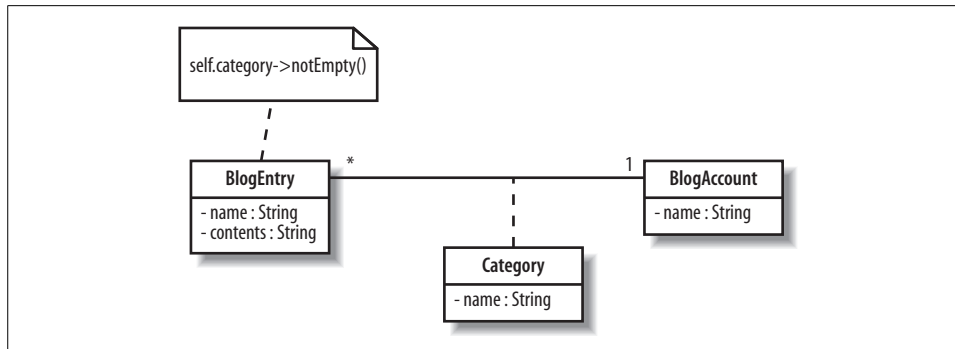 self.category->notEmpty()
*
1
BlogEntry
- name : String
- contents : String
BlogAccount
- name : String
Category
- name : String